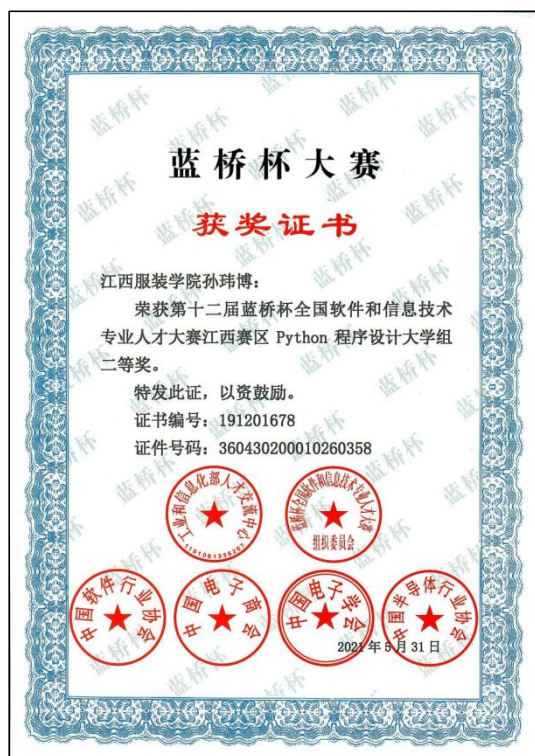 蓝桥杯大赛
获奖证书
江西服装学院孙玮博：
荣获第十二届蓝桥杯全国软件和信息技术
专业人才大赛江西赛区 Python 程序设计大学组
二等奖。
特发此证，以资鼓励。
证书编号：191201678
证件号码：360430200010260358
工业和信息化部人才交流中心
蓝桥杯全国软件和信息技术专业人才大赛
组织委员会
中国软件行业协会
中国电子商会
中国电子学会
中国半导体行业协会
2021 年 5 月 31 日